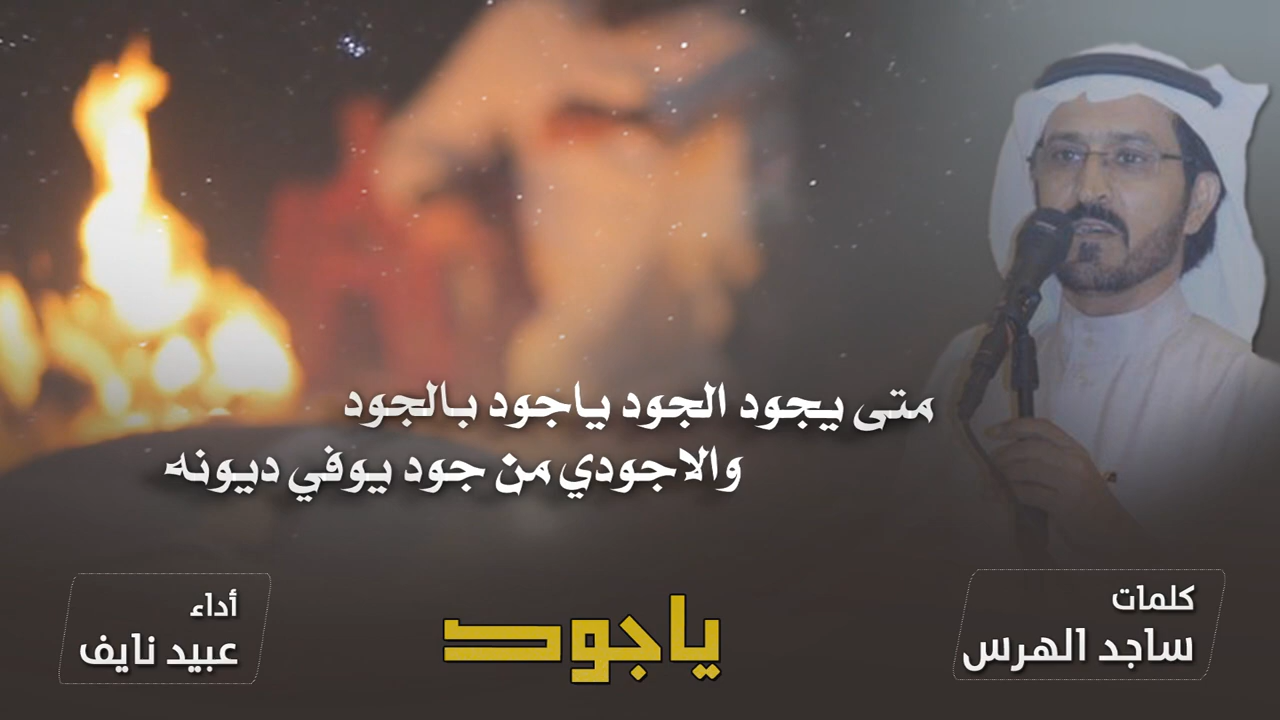 متى يجود الجود ياجود بالجود
والاجودي من جود يوفي ديونه
كلمات
ساجد الهرس
ياجود
أداء
عبيد نايف